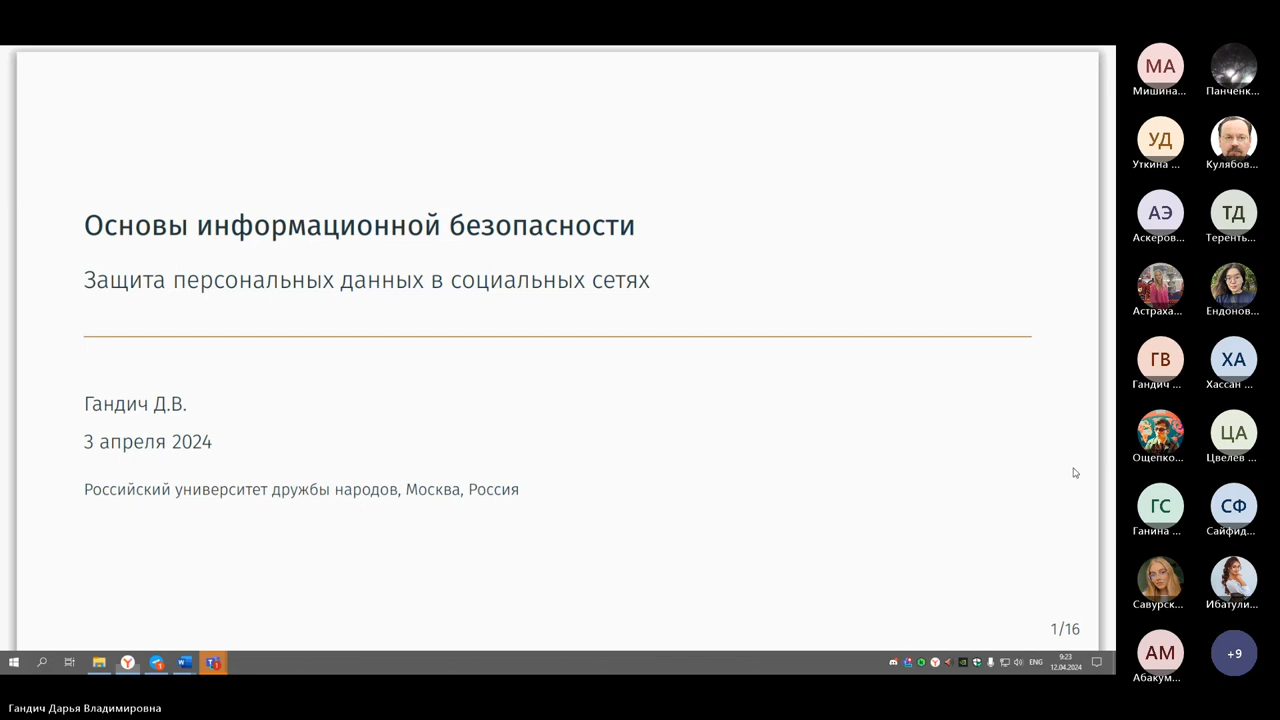 Основы информационной безопасности
Защита персональных данных в социальных сетях
Гандич Д.В.
3 апреля 2024
Российский университет дружбы народов, Москва, Россия
1/16
МА
Мишина...
Панченк...
УД
Уткина ...
Кулябов...
АЭ
Аскеров...
ТД
Теренть...
Астраха...
Ендонов...
ГВ
Гандич ...
ХА
Хассан ...
Ощепко...
ЦА
Цвелев ...
ГС
Ганина ...
СФ
Сайфид...
Савурск...
Ибатули...
АМ
Абакум...
+9
ENG
9:23
12.04.2024
Гандич Дарья Владимировна